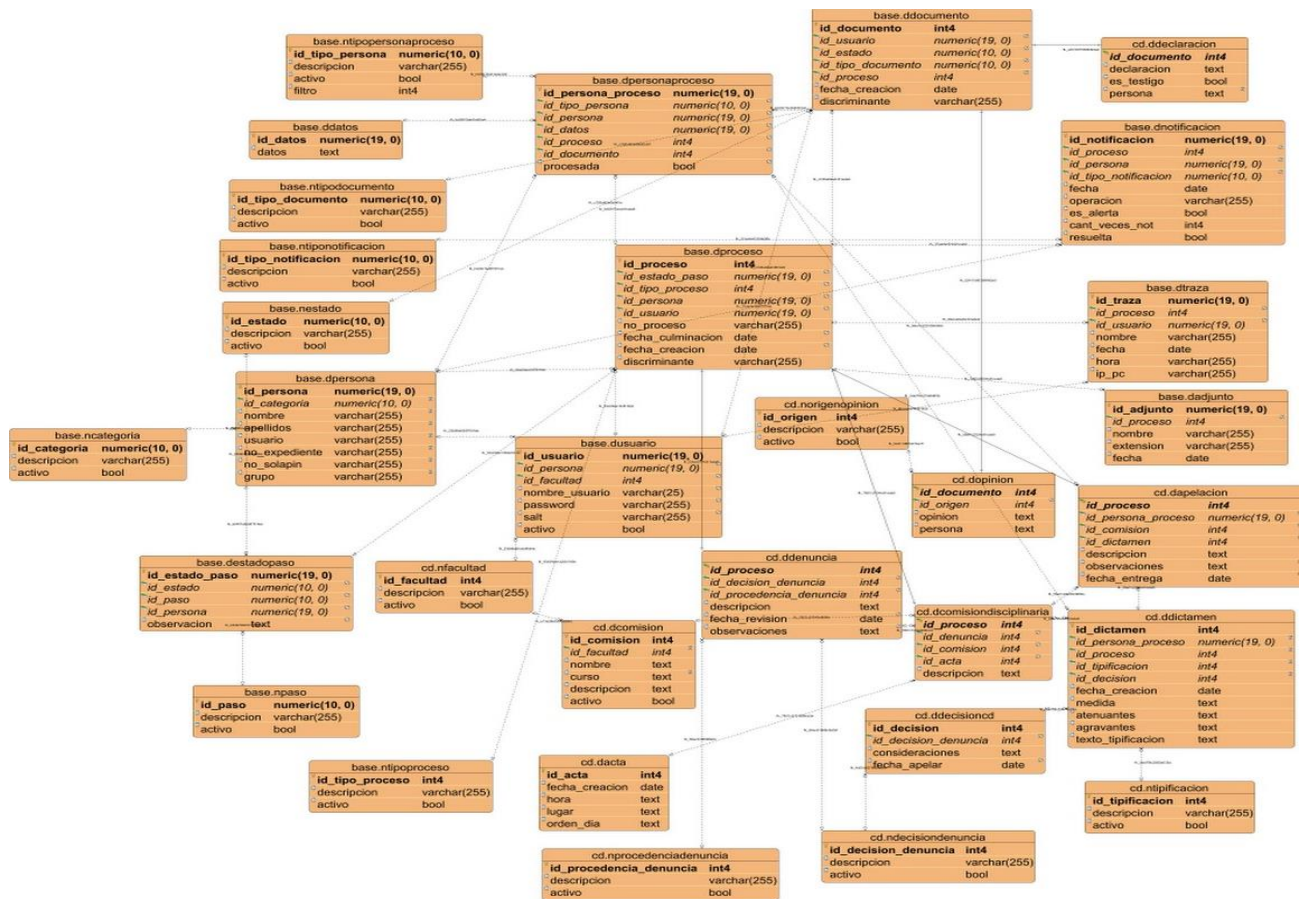 base.ddocumento
id_documento int4
id_usuario numeric(19, 0)
id_estado numeric(10, 0)
id_tipo_documento numeric(10, 0)
id_proceso int4
fecha_creacion date
discriminante varchar(255)
cd.ddeclaracion
id_documento int4
declaracion text
es_testigo bool
persona text
base.ntipopersonaproceso
id_tipo_persona numeric(10, 0)
descripcion varchar(255)
activo bool
filtro int4
base.dpersonaproceso
id_persona_proceso numeric(19, 0)
id_tipo_persona numeric(10, 0)
id_persona numeric(19, 0)
id_datos numeric(19, 0)
id_proceso int4
id_documento int4
procesada bool
base.ddatos
id_datos numeric(19, 0)
datos text
base.dnotificacion
id_notificacion numeric(19, 0)
id_proceso int4
id_persona numeric(19, 0)
id_tipo_notificacion numeric(10, 0)
fecha date
operacion varchar(255)
es_alerta bool
cant_veces_not int4
resuelta bool
base.ntipodocumento
id_tipo_documento numeric(10, 0)
descripcion varchar(255)
activo bool
base.ntiponotificacion
id_tipo_notificacion numeric(10, 0)
descripcion varchar(255)
activo bool
base.dproceso
id_proceso int4
id_estado_paso numeric(19, 0)
id_tipo_proceso int4
id_persona numeric(19, 0)
id_usuario numeric(19, 0)
no_proceso varchar(255)
fecha_culminacion date
fecha_creacion date
discriminante varchar(255)
base.nestado
id_estado numeric(10, 0)
descripcion varchar(255)
activo bool
base.dtraza
id_traza numeric(19, 0)
id_proceso int4
id_usuario numeric(19, 0)
nombre varchar(255)
fecha date
hora varchar(255)
ip_pc varchar(255)
base.dpersona
id_persona numeric(19, 0)
id_categoria numeric(10, 0)
nombre varchar(255)
apellidos varchar(255)
usuario varchar(255)
no_expediente varchar(255)
no_solapin varchar(255)
grupo varchar(255)
base.ncategoria
id_categoria numeric(10, 0)
descripcion varchar(255)
activo bool
cd.norigenopinion
id_origen int4
descripcion varchar(255)
activo bool
base.dadjunto
id_adjunto numeric(19, 0)
id_proceso int4
nombre varchar(255)
extension varchar(255)
fecha date
base.dusuario
id_usuario numeric(19, 0)
id_persona numeric(19, 0)
id_facultad int4
nombre_usuario varchar(25)
password varchar(255)
salt varchar(255)
activo bool
cd.dopinion
id_documento int4
id_origen int4
opinion text
persona text
cd.dapelacion
id_proceso int4
id_persona_proceso numeric(19, 0)
id_comision int4
id_dictamen int4
descripcion text
observaciones text
fecha_entrega date
base.destadopaso
id_estado_paso numeric(19, 0)
id_estado numeric(10, 0)
id_paso numeric(10, 0)
id_persona numeric(19, 0)
observacion text
cd.nfacultad
id_facultad int4
descripcion varchar(255)
activo bool
cd.ddenuncia
id_proceso int4
id_decision_denuncia int4
id_procedencia_denuncia int4
descripcion text
fecha_revision date
observaciones text
cd.dcomisiondisciplinaria
id_proceso int4
id_denuncia int4
id_comision int4
id_acta int4
descripcion text
cd.ddictamen
id_dictamen int4
id_persona_proceso numeric(19, 0)
id_proceso int4
id_tipificacion int4
id_decision int4
fecha_creacion date
medida text
atenuantes text
agravantes text
texto_tipificacion text
cd.dcomision
id_comision int4
id_facultad int4
nombre text
curso text
descripcion text
activo bool
base.npaso
id_paso numeric(10, 0)
descripcion varchar(255)
activo bool
cd.ddecisioncd
id_decision int4
id_decision_denuncia int4
consideraciones text
fecha_apelar date
base.ntipoproceso
id_tipo_proceso int4
descripcion varchar(255)
activo bool
cd.dacta
id_acta int4
fecha_creacion date
hora text
lugar text
orden_dia text
cd.ntipificacion
id_tipificacion int4
descripcion varchar(255)
activo bool
cd.ndecisiondenuncia
id_decision_denuncia int4
descripcion varchar(255)
activo bool
cd.nprocedenciadenuncia
id_procedencia_denuncia int4
descripcion varchar(255)
activo bool